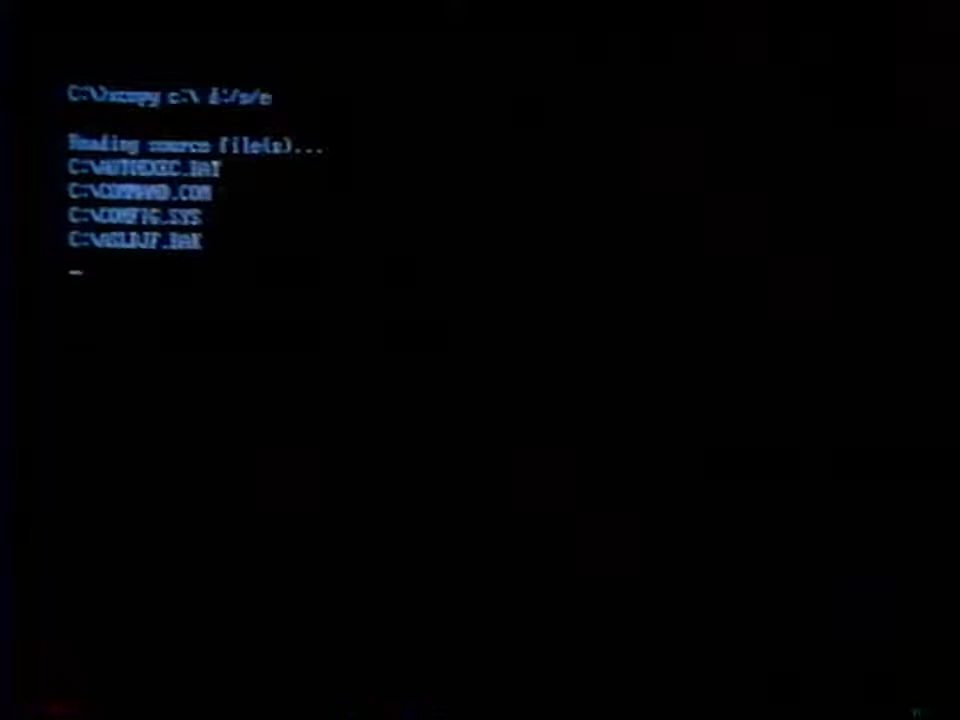 C:\>xcopy c:\ d:/s/e
Reading source file(s)...
C:\AUTOEXEC.BAT
C:\COMMAND.COM
C:\CONFIG.SYS